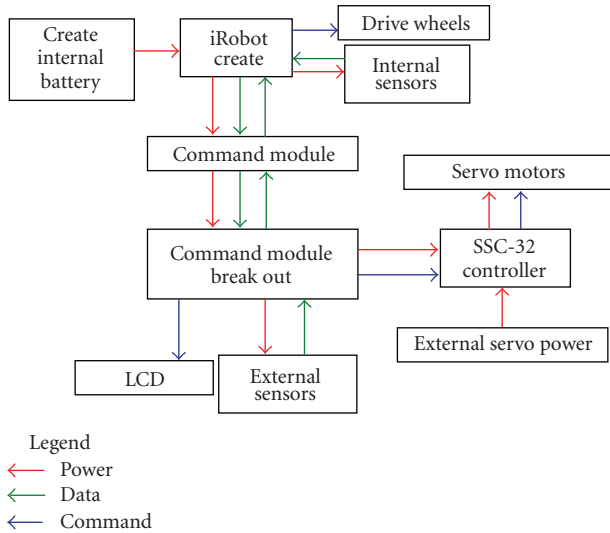 Create
internal
battery
iRobot
create
Drive wheels
Internal
sensors
Command module
Servo motors
Command module
break out
SSC-32
controller
External servo power
LCD
External
sensors
Legend
Power
Data
Command